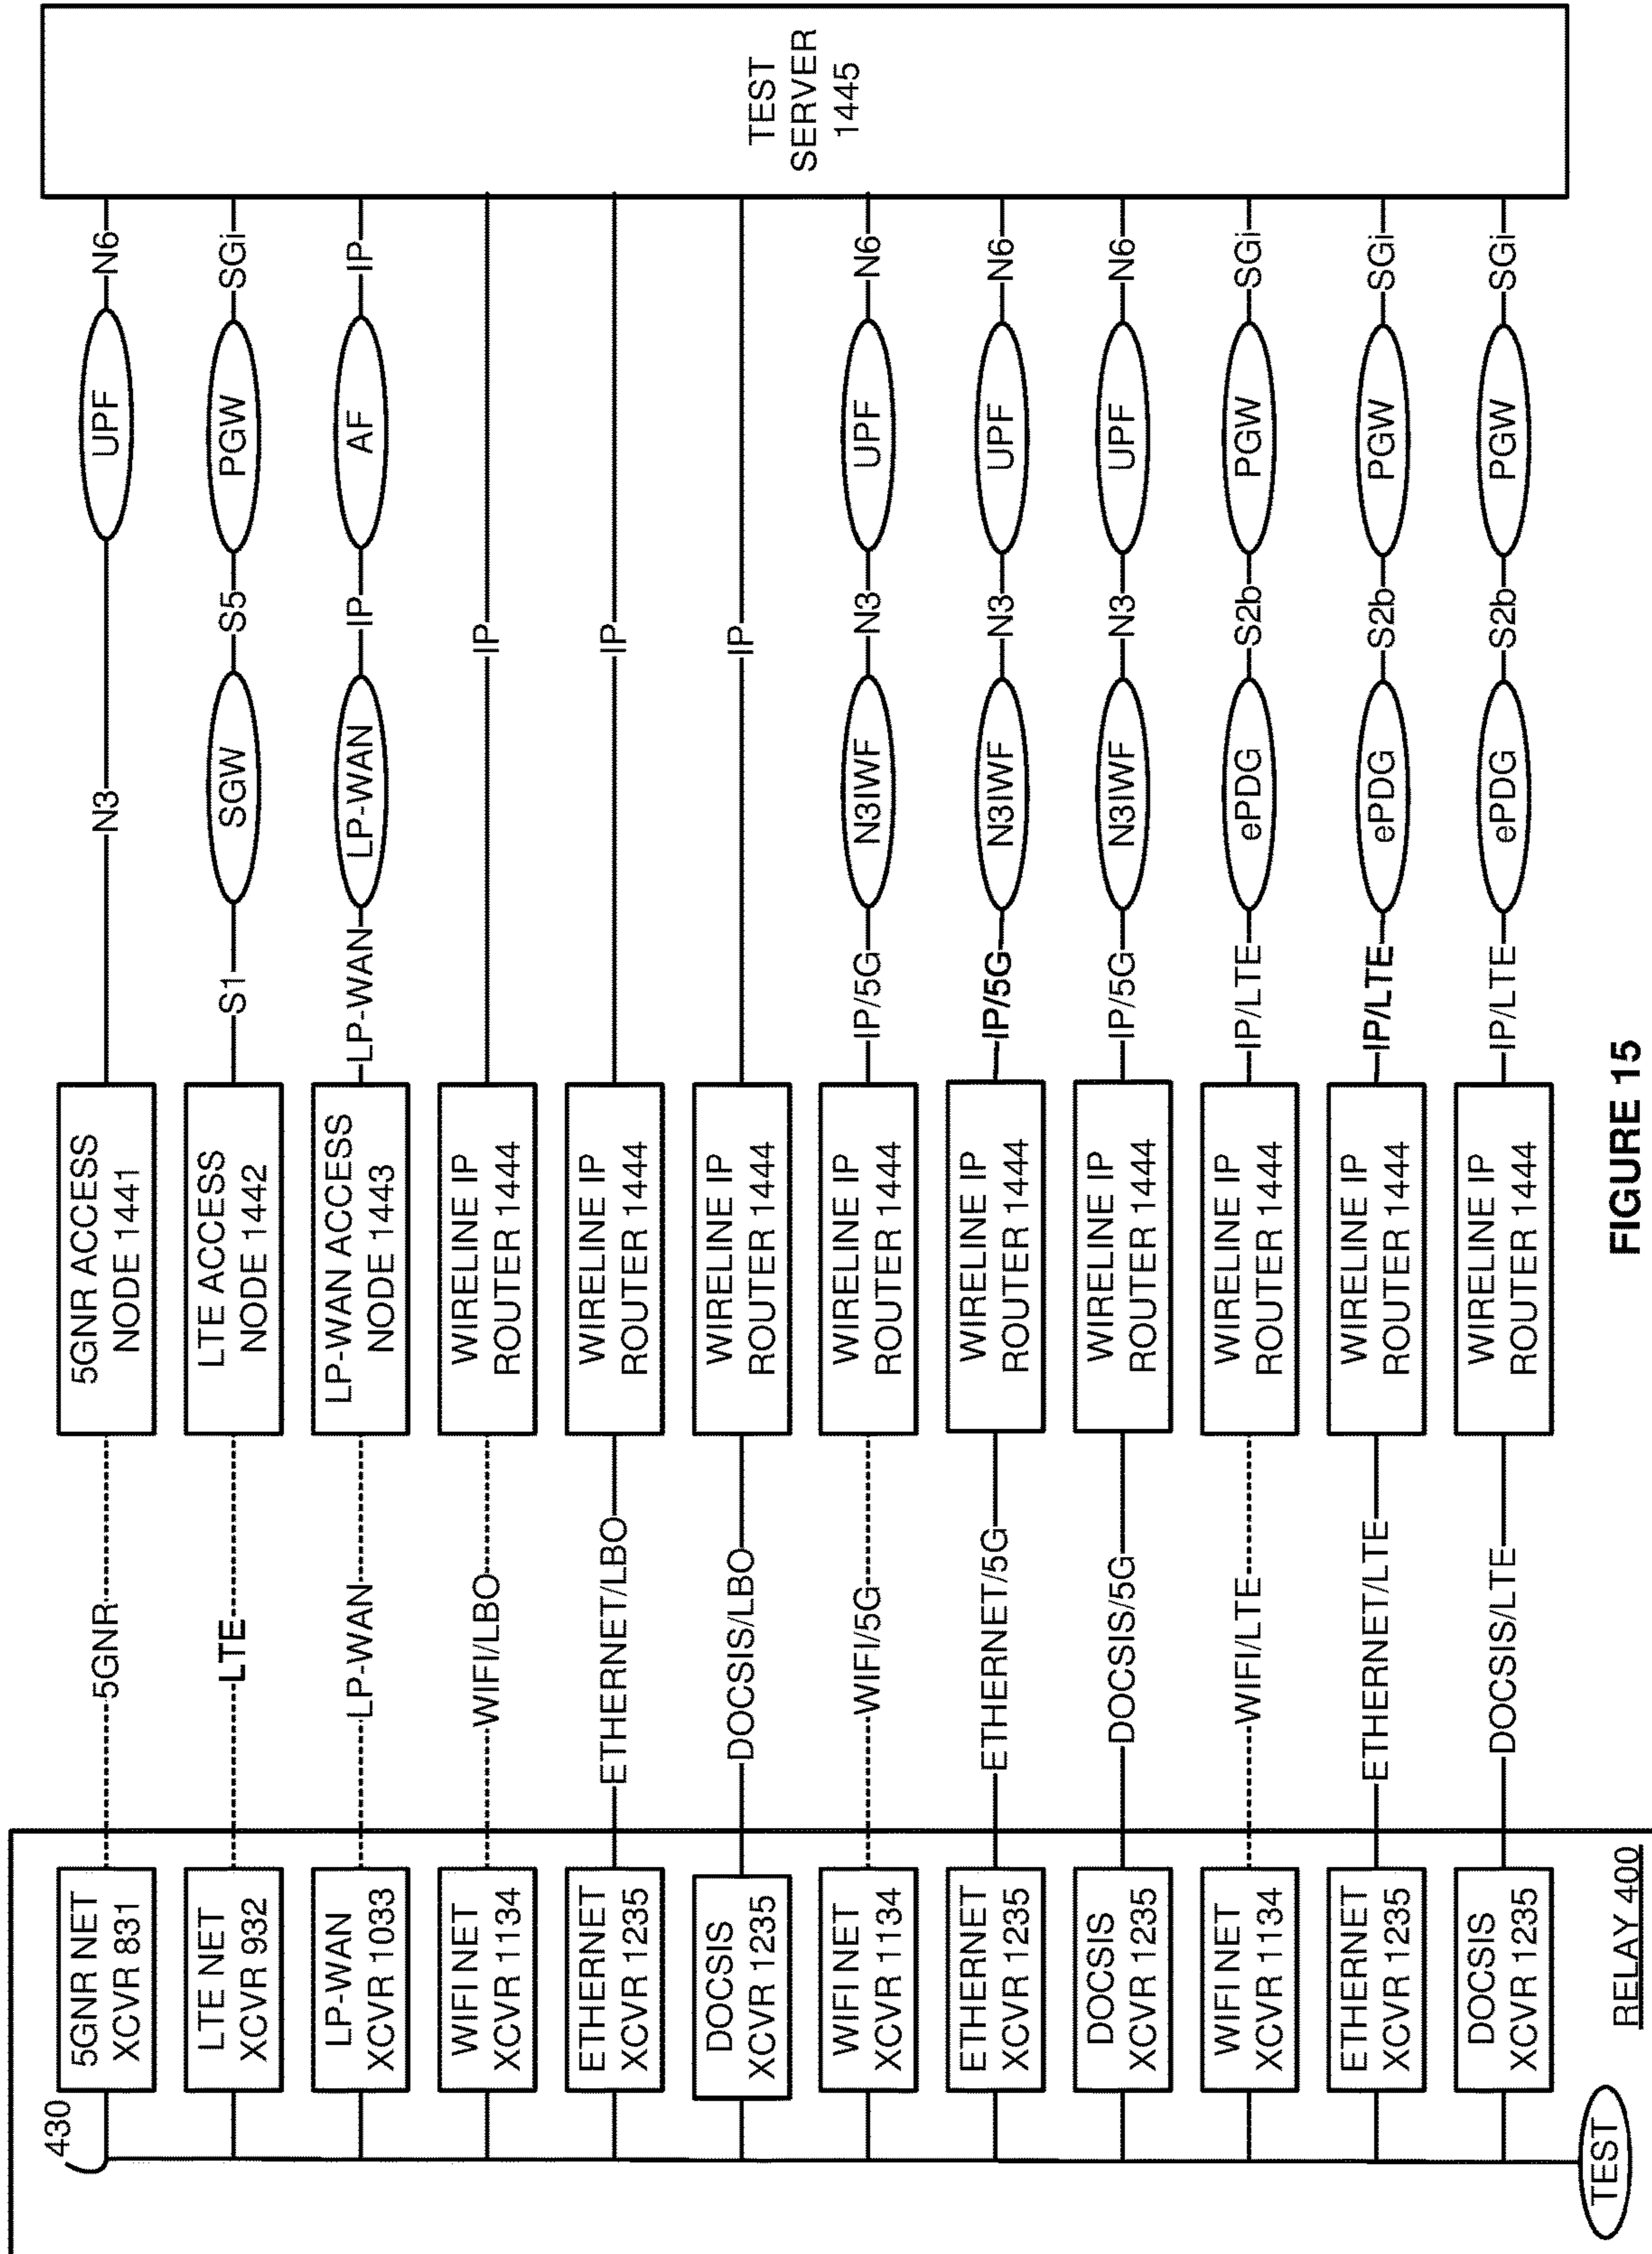 430
5GNR NET
XCVR 831
5GNR
5GNR ACCESS
NODE 1441
N3
UPF
N6
LTE NET
XCVR 932
LTE
LTE ACCESS
NODE 1442
S1
SGW
S5
PGW
SGi
LP-WAN
XCVR 1033
LP-WAN
LP-WAN ACCESS
NODE 1443
LP-WAN
LP-WAN
IP
AF
IP
WIFI NET
XCVR 1134
WIFI/LBO
WIRELINE IP
ROUTER 1444
IP
ETHERNET
XCVR 1235
ETHERNET/LBO
WIRELINE IP
ROUTER 1444
IP
DOCSIS
XCVR 1235
DOCSIS/LBO
WIRELINE IP
ROUTER 1444
IP
WIFI NET
XCVR 1134
WIFI/5G
WIRELINE IP
ROUTER 1444
IP/5G
N3IWF
N3
UPF
N6
ETHERNET
XCVR 1235
ETHERNET/5G
WIRELINE IP
ROUTER 1444
IP/5G
N3IWF
N3
UPF
N6
DOCSIS
XCVR 1235
DOCSIS/5G
WIRELINE IP
ROUTER 1444
IP/5G
N3IWF
N3
UPF
N6
WIFI NET
XCVR 1134
WIFI/LTE
WIRELINE IP
ROUTER 1444
IP/LTE
ePDG
S2b
PGW
SGi
ETHERNET
XCVR 1235
ETHERNET/LTE
WIRELINE IP
ROUTER 1444
IP/LTE
ePDG
S2b
PGW
SGi
DOCSIS
XCVR 1235
DOCSIS/LTE
WIRELINE IP
ROUTER 1444
IP/LTE
ePDG
S2b
PGW
SGi
TEST
SERVER
1445
TEST
RELAY 400
FIGURE 15